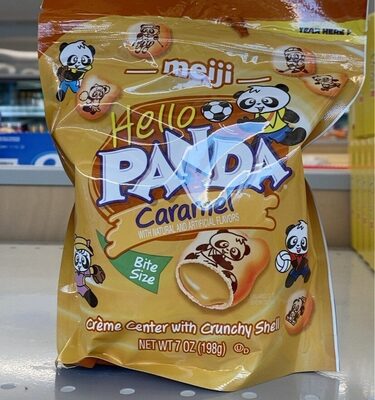 TEAR HERE
meiji
Hello
PANDA
Caramel
WITH NATURAL AND ARTIFICIAL FLAVORS
Bite
Size
Crème Center with Crunchy Shell
NET WT 7 OZ (198g) U D